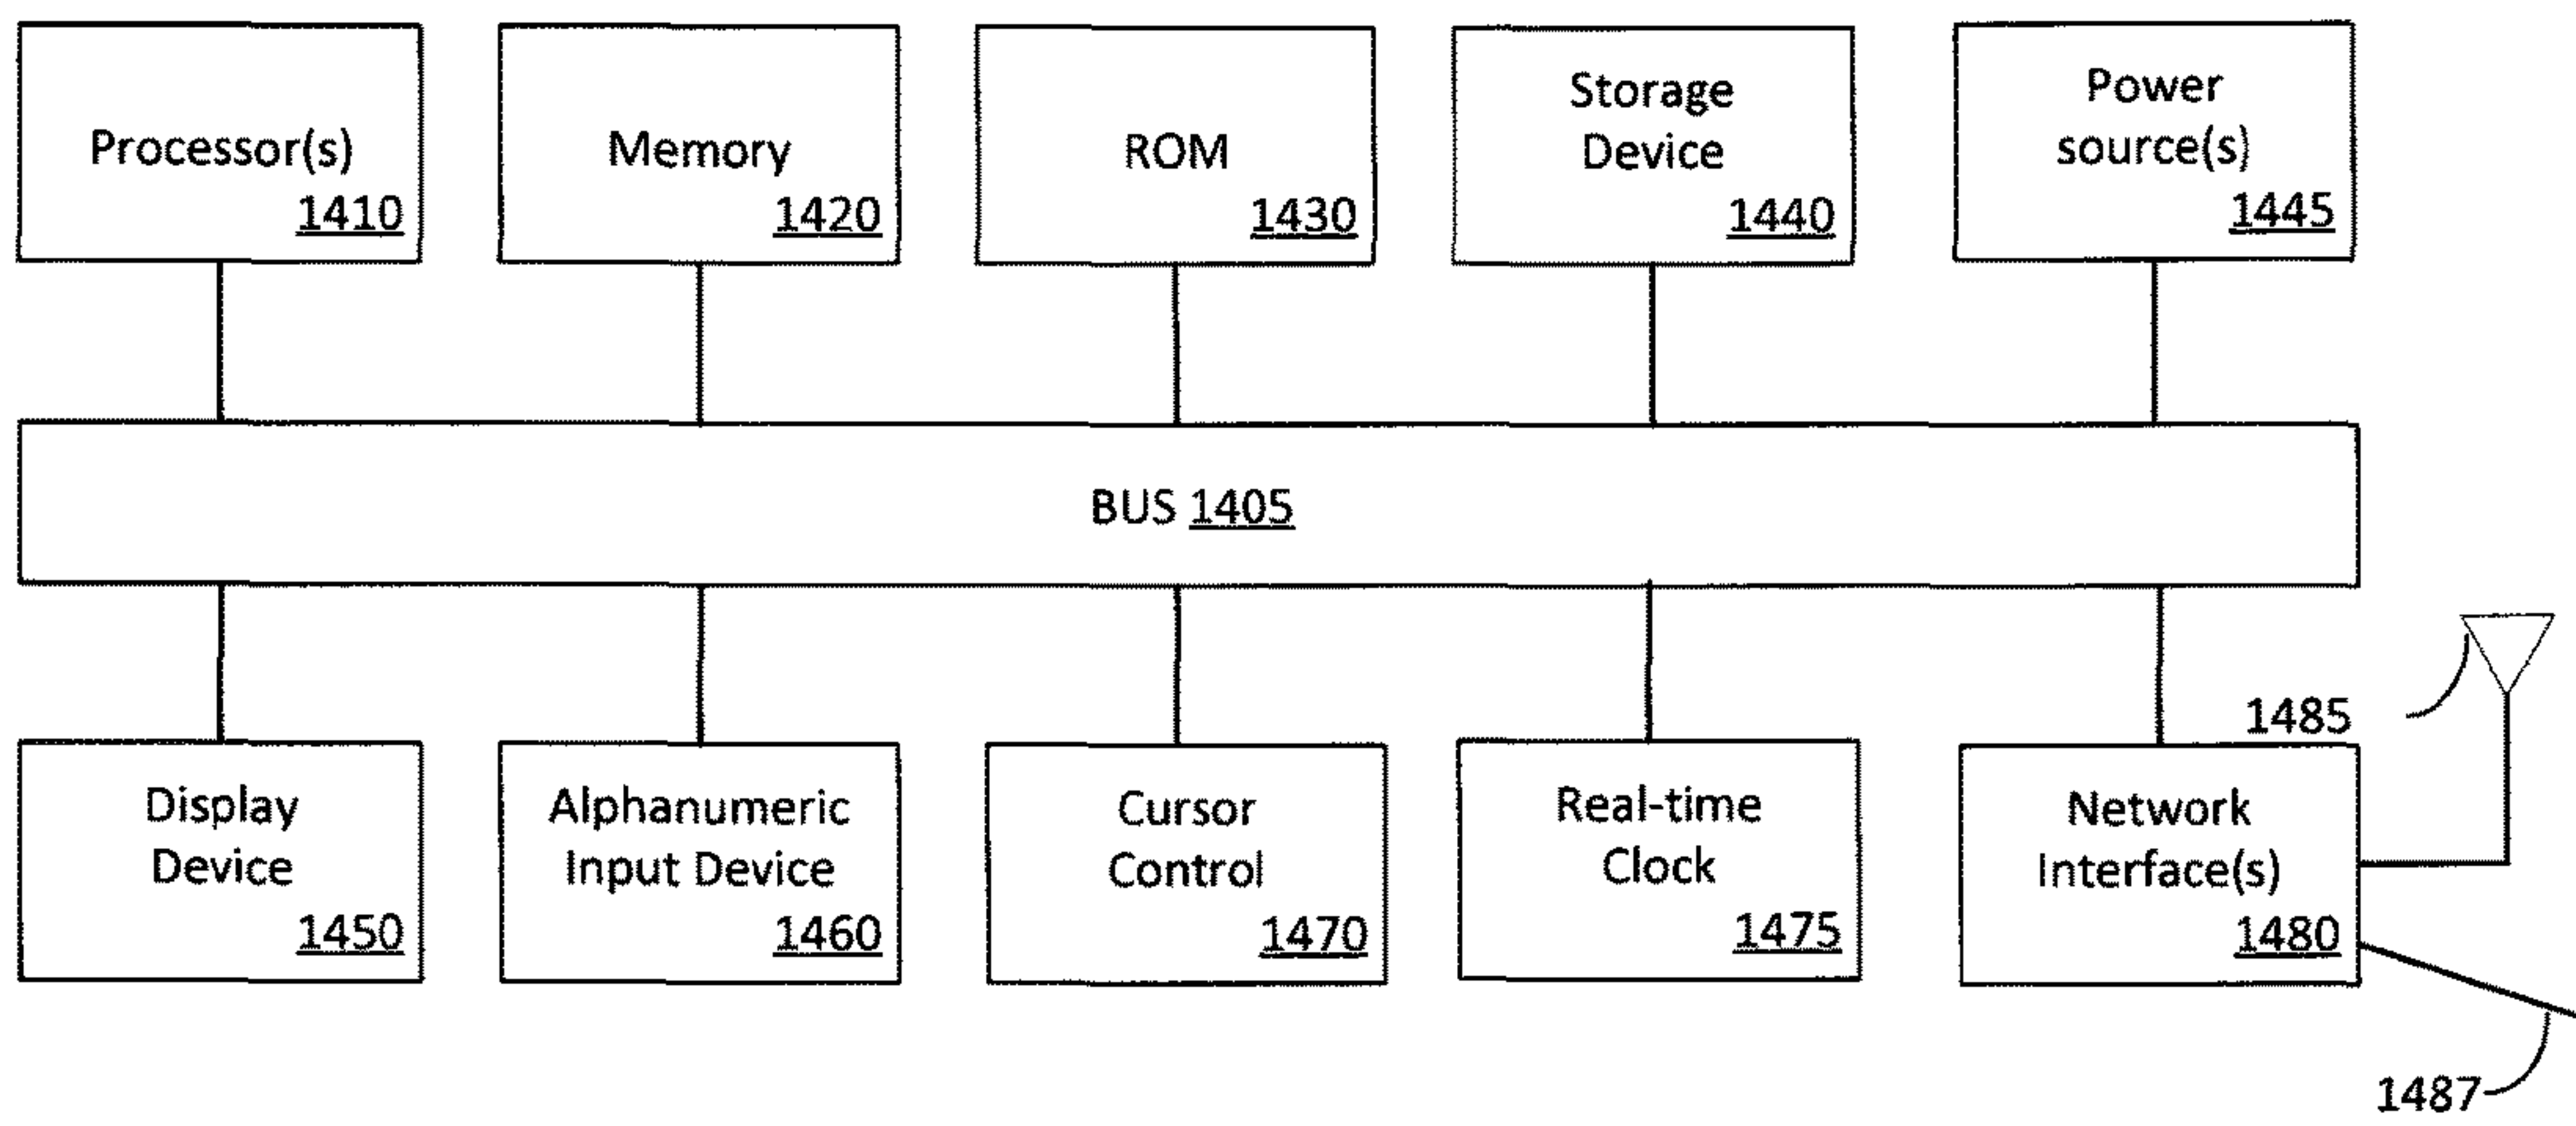 Processor(s)
1410
Memory
1420
ROM
1430
Storage
Device
1440
Power
source(s)
1445
BUS 1405
Display
Device
1450
Alphanumeric
Input Device
1460
Cursor
Control
1470
Real-time
Clock
1475
Network
Interface(s)
1480
1485
1487